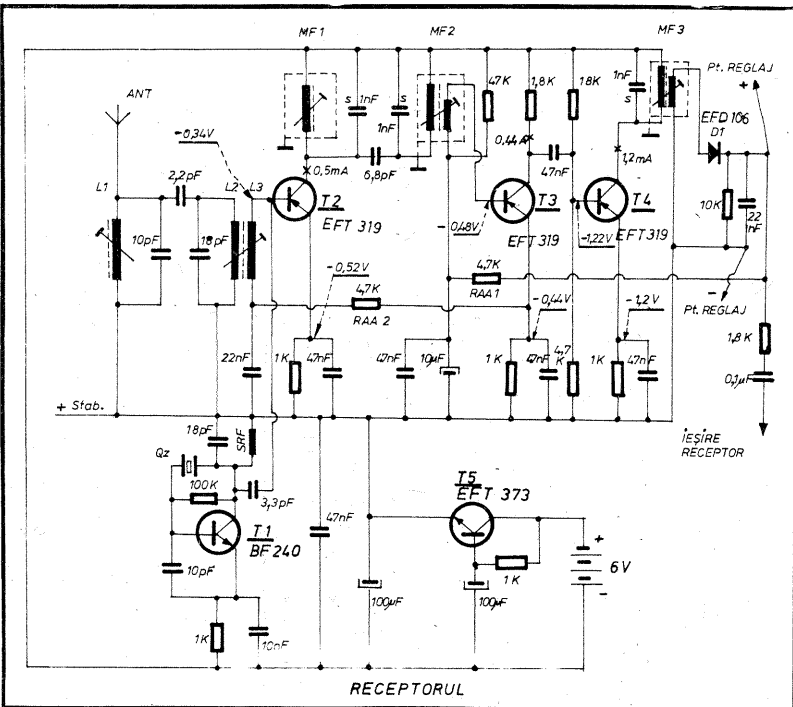 MF1
MF2
MF3
ANT
1nF
s
s
1nF
47K
1,8K
18K
1nF
s
Pt. REGLAJ
+
EFD 106
D1
-0,34V
0,5mA
6,8pF
0,44A
47nF
1,2mA
2,2pF
L1
L2
L3
T2
EFT 319
T3
EFT319
T4
EFT319
10K
22
nF
10pF
18pF
-0,48V
-1,22V
-0,52V
4,7K
RAA 2
4,7K
RAA1
-0,44V
-1,2V
-
Pt. REGLAJ
22nF
1K
47nF
47nF
10µF
1K
47nF
4,7
K
1K
47nF
1,8K
0,1µF
+ Stab.
IEŞIRE
RECEPTOR
18pF
SRF
Qz
100K
3,3pF
T1
BF240
47nF
T5
EFT 373
1K
+
6V
-
10pF
100µF
100µF
1K
10nF
RECEPTORUL